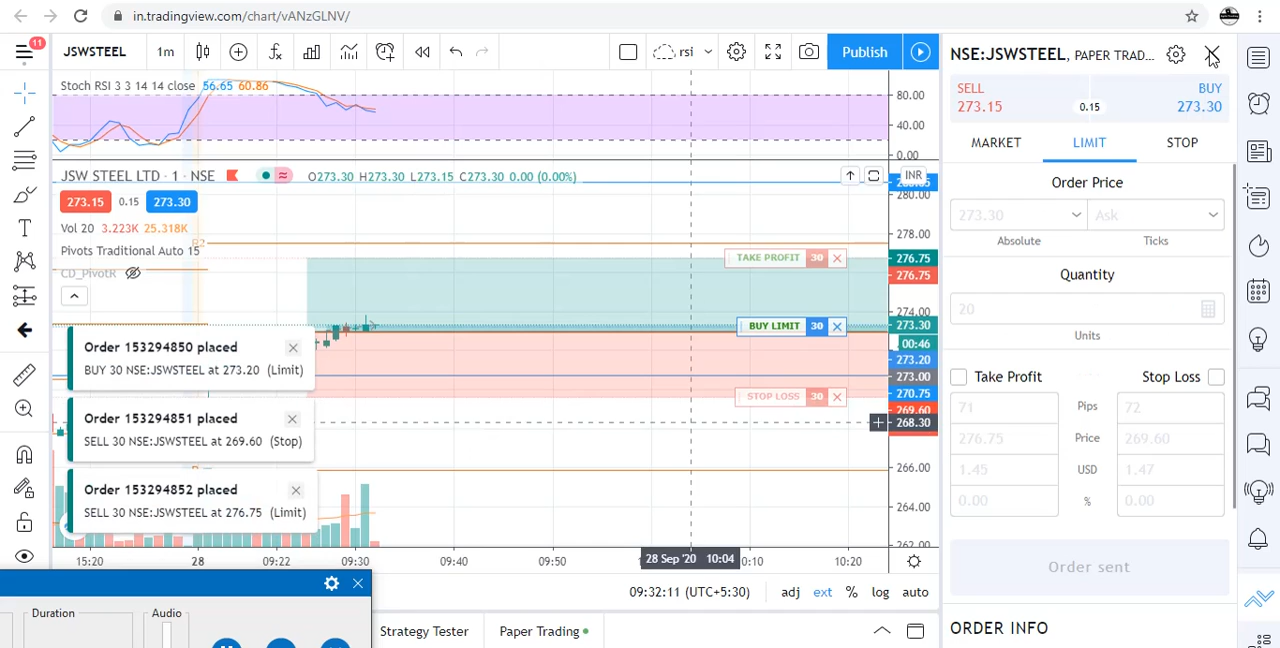 in.tradingview.com/chart/vANzGLNV/
11
JSWSTEEL 1m rsi Publish
NSE:JSWSTEEL, PAPER TRAD...
SELL
273.15
0.15
BUY
273.30
MARKET LIMIT STOP
Order Price
273.30 Ask
Absolute Ticks
Quantity
20
Units
Take Profit Stop Loss
71 Pips 72
276.75 Price 269.60
1.45 USD 1.47
0.00 % 0.00
Order sent
ORDER INFO
Stoch RSI 3 3 14 14 close 56.65 60.86
80.00
40.00
0.00
JSW STEEL LTD · 1 · NSE O273.30 H273.30 L273.15 C273.30 0.00 (0.00%)
INR
273.15 0.15 273.30
Vol 20 3.223K 25.318K
Pivots Traditional Auto 15
CD_PivotR
278.00
276.75
276.75
274.00
273.30
00:46
273.20
273.00
270.75
269.60
268.30
266.00
264.00
262.00
TAKE PROFIT 30
BUY LIMIT 30
STOP LOSS 30
Order 153294850 placed
BUY 30 NSE:JSWSTEEL at 273.20 (Limit)
Order 153294851 placed
SELL 30 NSE:JSWSTEEL at 269.60 (Stop)
Order 153294852 placed
SELL 30 NSE:JSWSTEEL at 276.75 (Limit)
15:20 28 09:22 09:30 09:40 09:50 28 Sep '20 10:04 0:10 10:20
09:32:11 (UTC+5:30) adj ext % log auto
Strategy Tester Paper Trading
Duration Audio